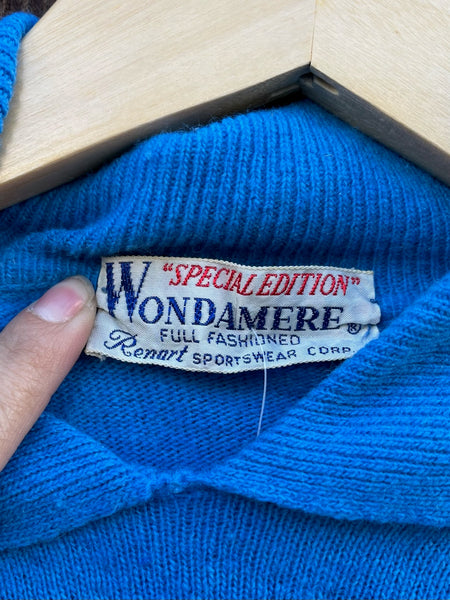 "SPECIAL EDITION"
WONDAMERE®
FULL FASHIONED
Renart SPORTSWEAR CORP.